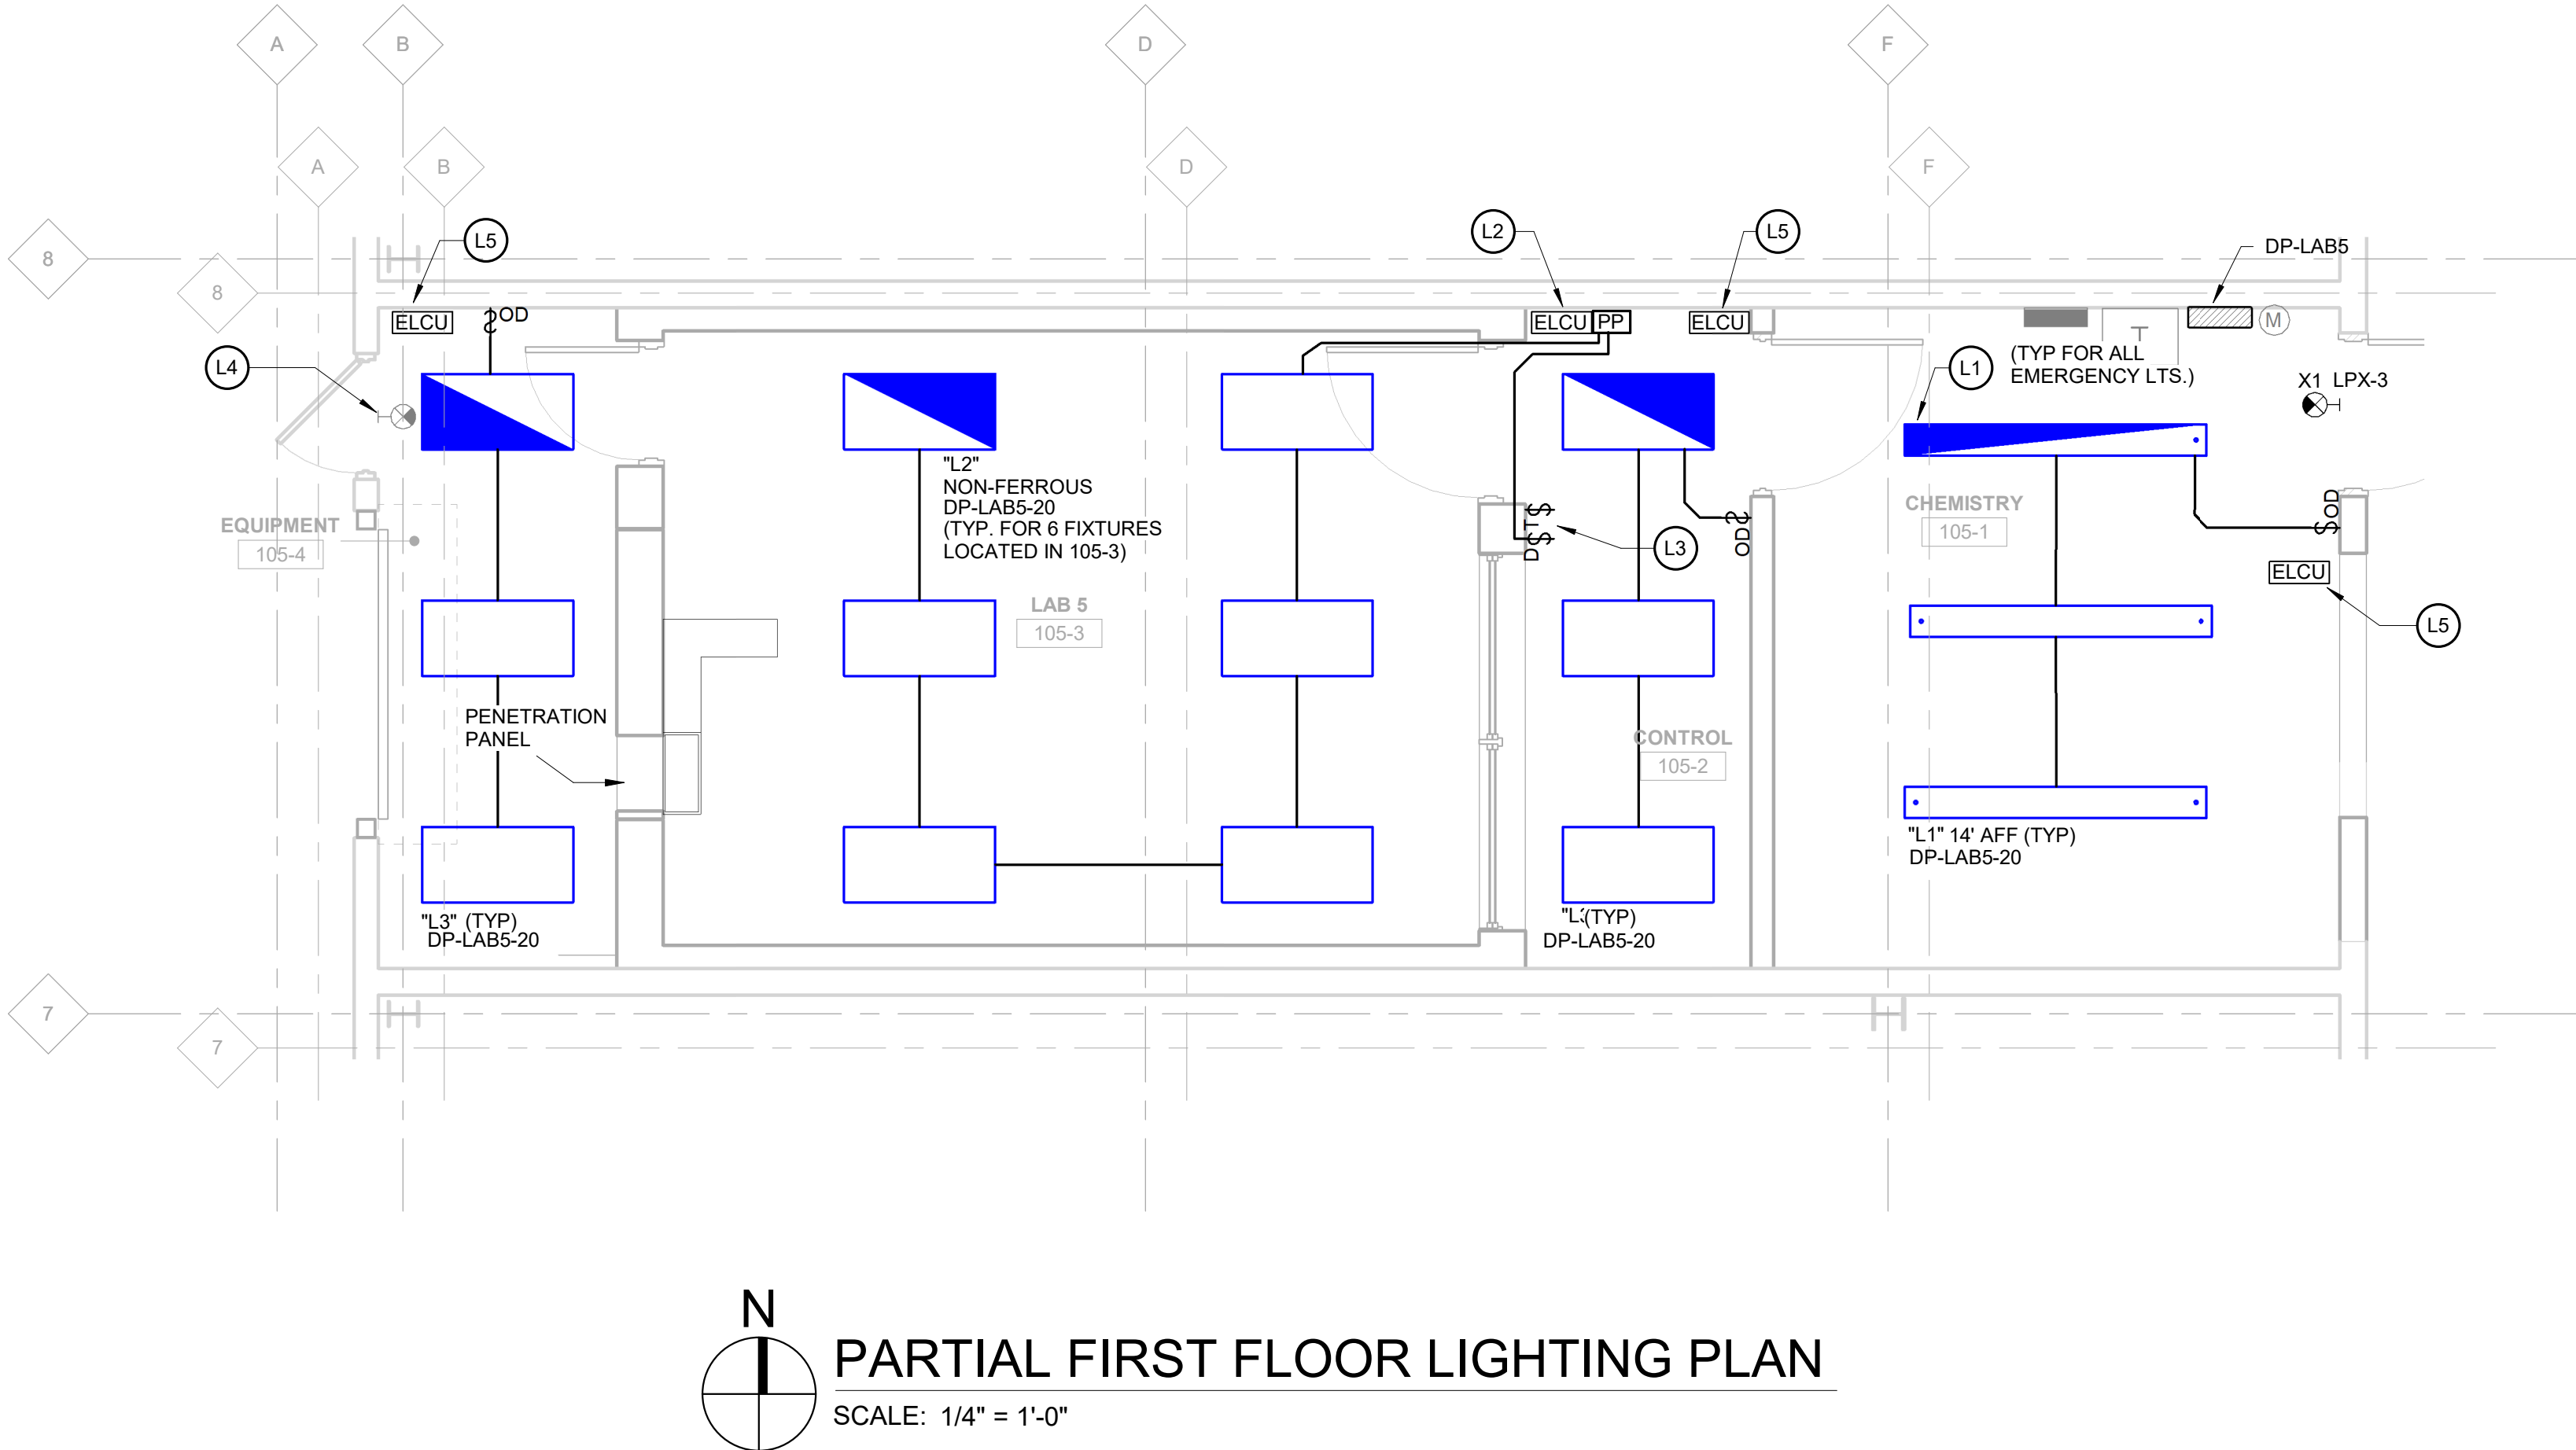 A
B
D
F
A
B
D
F
8
8
L5
L2
L5
DP-LAB5
ELCU
OD
ELCU
PP
ELCU
M
T
(TYP FOR ALL
EMERGENCY LTS.)
L4
L1
X1 LPX-3
"L2"
NON-FERROUS
DP-LAB5-20
(TYP. FOR 6 FIXTURES
LOCATED IN 105-3)
EQUIPMENT
105-4
CHEMISTRY
105-1
S
T
S
D
L3
OD
OD
ELCU
L5
LAB 5
105-3
PENETRATION
PANEL
CONTROL
105-2
"L1" 14' AFF (TYP)
DP-LAB5-20
"L3" (TYP)
DP-LAB5-20
(TYP)
DP-LAB5-20
7
7
N
PARTIAL FIRST FLOOR LIGHTING PLAN
SCALE: 1/4" = 1'-0"